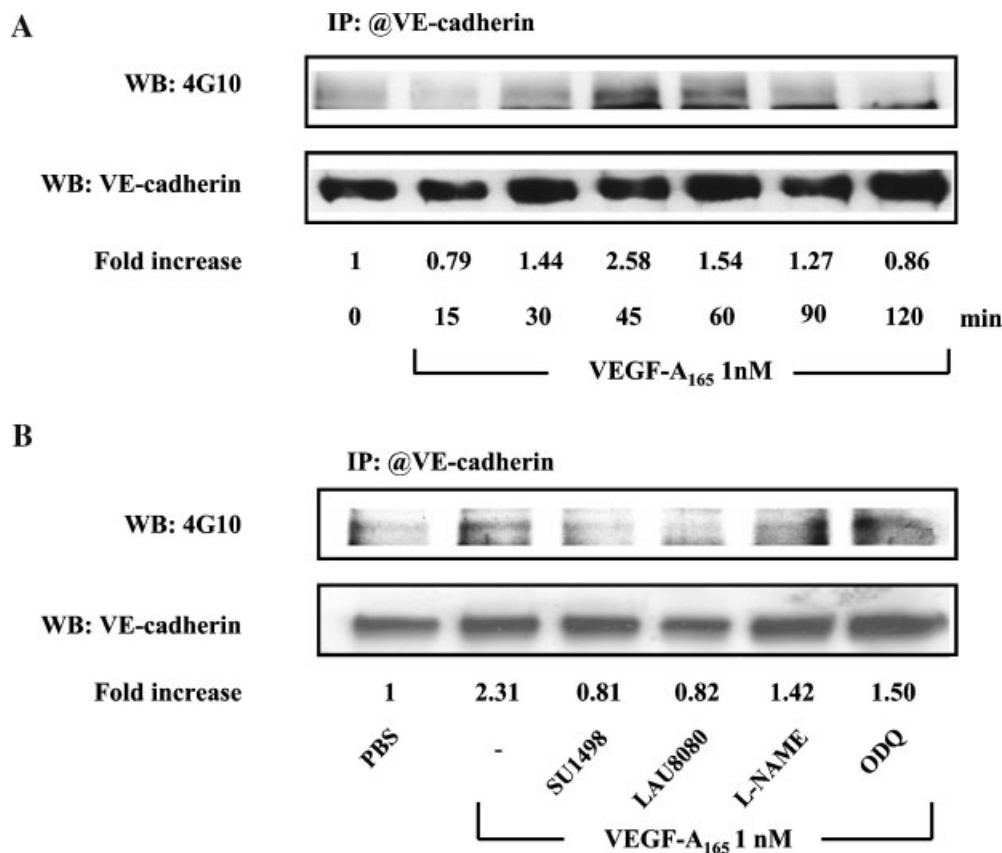 A
IP: @VE-cadherin
WB: 4G10
WB: VE-cadherin
Fold increase 1 0.79 1.44 2.58 1.54 1.27 0.86
0 15 30 45 60 90 120 min
VEGF-A₁₆₅ 1nM
B
IP: @VE-cadherin
WB: 4G10
WB: VE-cadherin
Fold increase 1 2.31 0.81 0.82 1.42 1.50
PBS - SU1498 LAU8080 L-NAME ODQ
VEGF-A₁₆₅ 1 nM